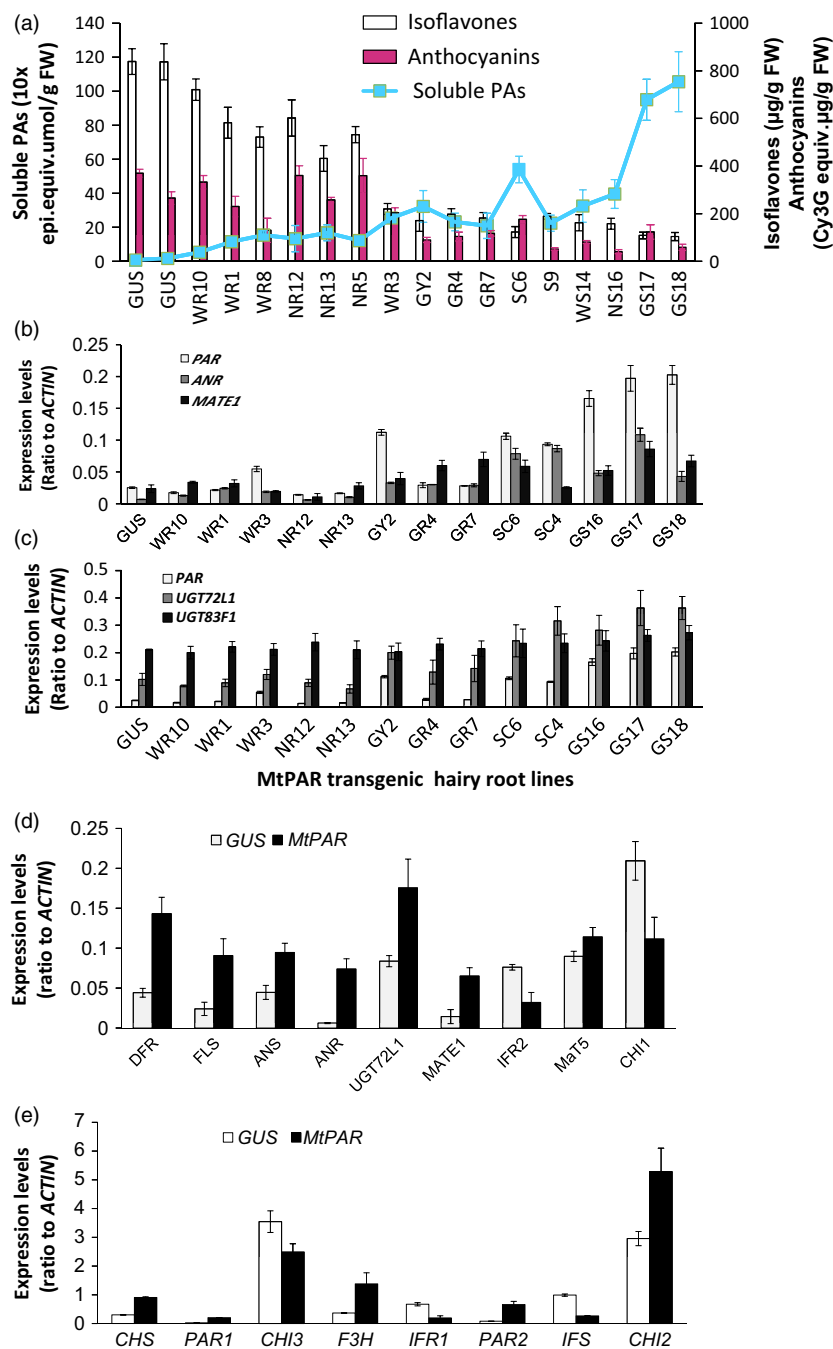 (a)
Soluble PAs (10x
epi.equiv.umol/g FW)
140
120
100
80
60
40
20
0
Isoflavones
Anthocyanins
Soluble PAs
1000
800
600
400
200
0
Isoflavones (µg/g FW)
Anthocyanins
(Cy3G equiv.µg/g FW)
GUS GUS WR10 WR1 WR8 NR12 NR13 NR5 WR3 GY2 GR4 GR7 SC6 S9 WS14 NS16 GS17 GS18
(b)
Expression levels
(Ratio to ACTIN)
0.25
0.2
0.15
0.1
0.05
0
PAR
ANR
MATE1
GUS WR10 WR1 WR3 NR12 NR13 GY2 GR4 GR7 SC6 SC4 GS16 GS17 GS18
(c)
Expression levels
(Ratio to ACTIN)
0.5
0.4
0.3
0.2
0.1
0
PAR
UGT72L1
UGT83F1
GUS WR10 WR1 WR3 NR12 NR13 GY2 GR4 GR7 SC6 SC4 GS16 GS17 GS18
MtPAR transgenic hairy root lines
(d)
Expression levels
(ratio to ACTIN)
0.25
0.2
0.15
0.1
0.05
0
GUS MtPAR
DFR FLS ANS ANR UGT72L1 MATE1 IFR2 MaT5 CHI1
(e)
Expression levels
(ratio to ACTIN)
7
6
5
4
3
2
1
0
GUS MtPAR
CHS PAR1 CHI3 F3H IFR1 PAR2 IFS CHI2